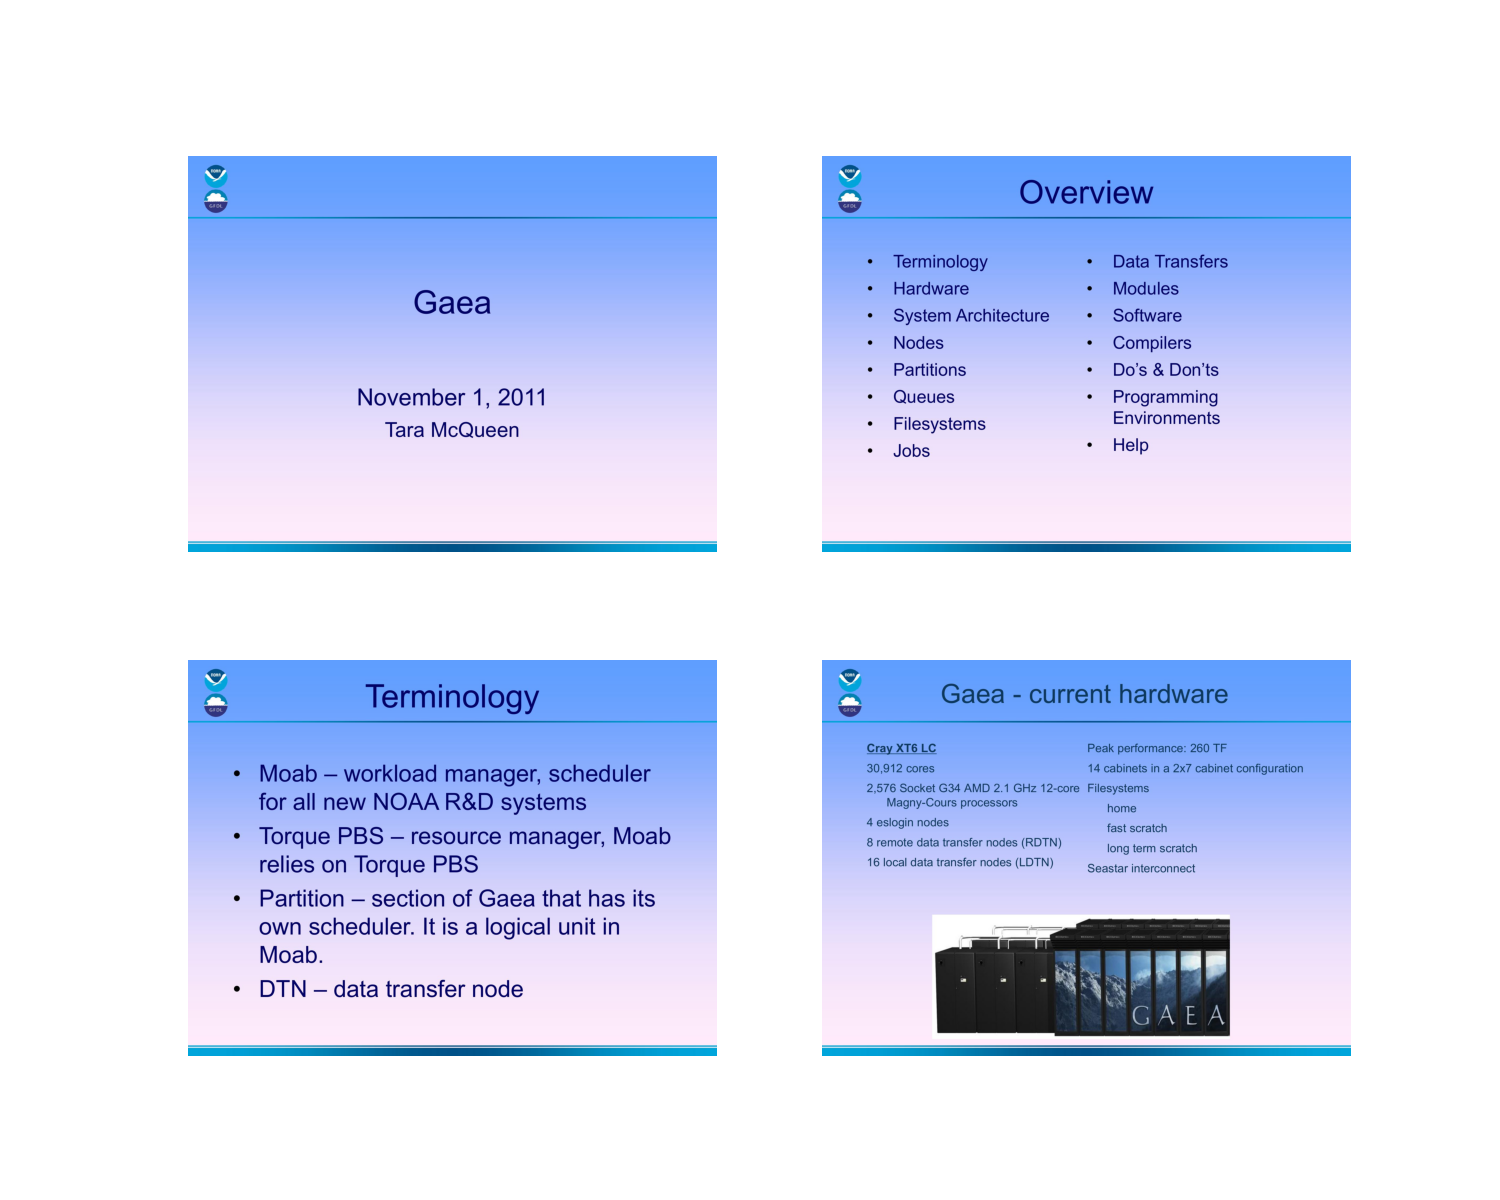 Gaea
November 1, 2011
Tara McQueen
Overview
• Terminology
• Hardware
• System Architecture
• Nodes
• Partitions
• Queues
• Filesystems
• Jobs
• Data Transfers
• Modules
• Software
• Compilers
• Do’s & Don’ts
• Programming
Environments
• Help
Terminology
• Moab – workload manager, scheduler
for all new NOAA R&D systems
• Torque PBS – resource manager, Moab
relies on Torque PBS
• Partition – section of Gaea that has its
own scheduler. It is a logical unit in
Moab.
• DTN – data transfer node
Gaea - current hardware
Cray XT6 LC
30,912 cores
2,576 Socket G34 AMD 2.1 GHz 12-core
Magny-Cours processors
4 eslogin nodes
8 remote data transfer nodes (RDTN)
16 local data transfer nodes (LDTN)
Peak performance: 260 TF
14 cabinets in a 2x7 cabinet configuration
Filesystems
home
fast scratch
long term scratch
Seastar interconnect
GAEA